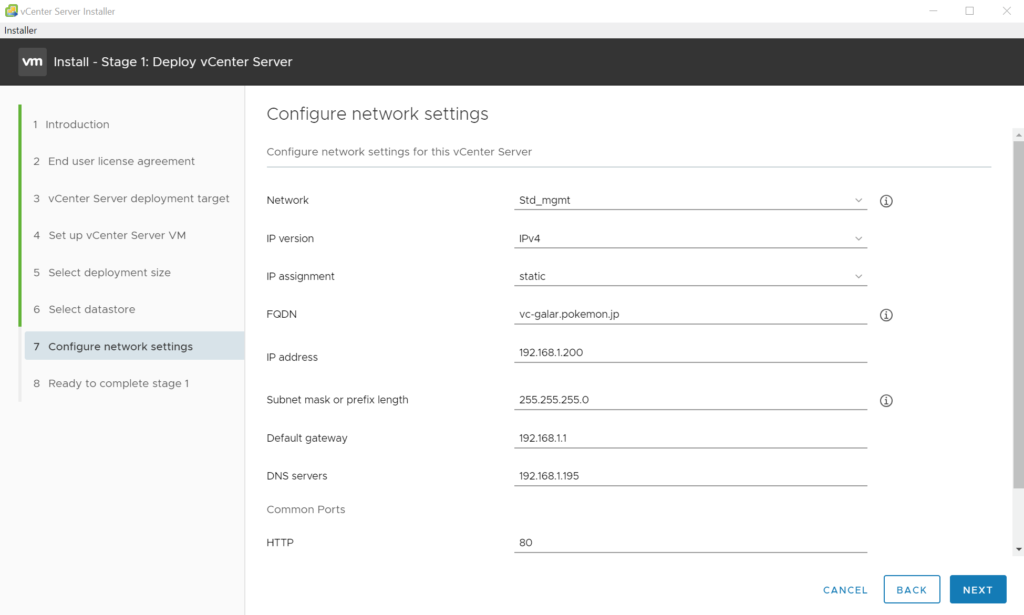 vCenter Server Installer
Installer
vm Install - Stage 1: Deploy vCenter Server
1 Introduction
2 End user license agreement
3 vCenter Server deployment target
4 Set up vCenter Server VM
5 Select deployment size
6 Select datastore
7 Configure network settings
8 Ready to complete stage 1
Configure network settings
Configure network settings for this vCenter Server
Network Std_mgmt
IP version IPv4
IP assignment static
FQDN vc-galar.pokemon.jp
IP address 192.168.1.200
Subnet mask or prefix length 255.255.255.0
Default gateway 192.168.1.1
DNS servers 192.168.1.195
Common Ports
HTTP 80
CANCEL BACK NEXT